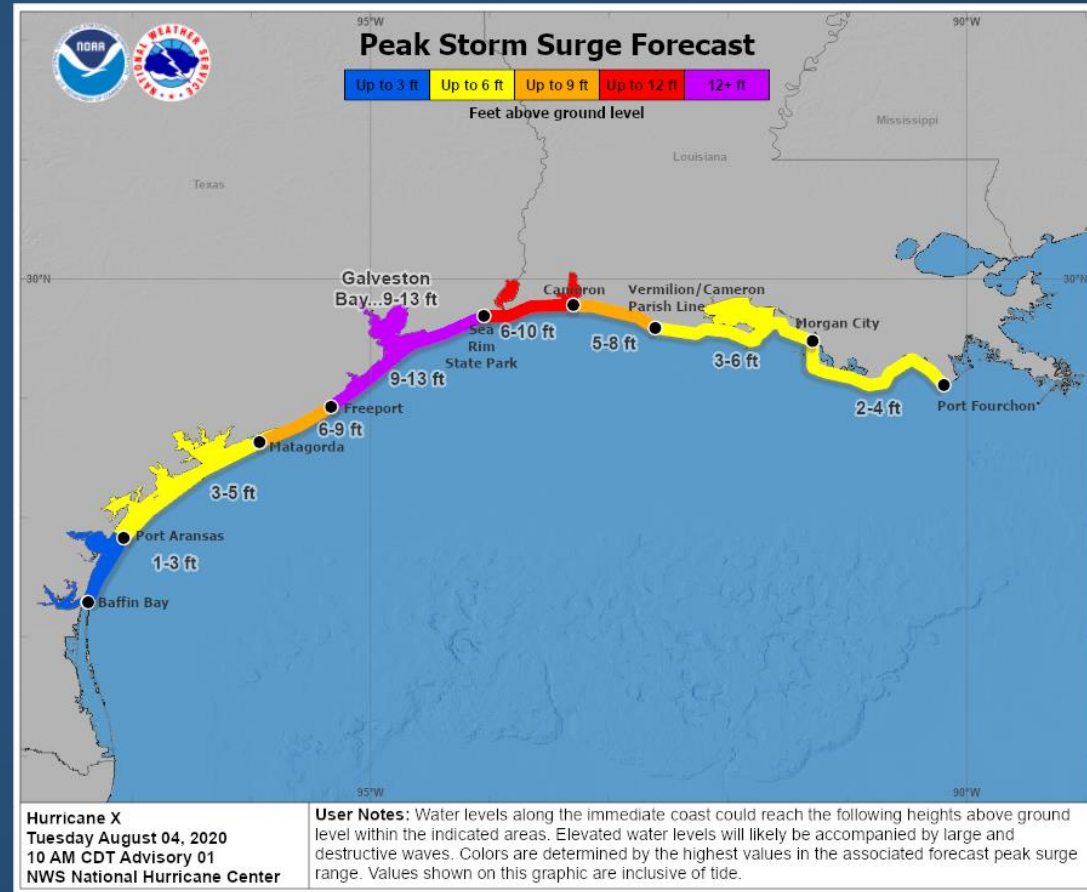 95°W
90°W
NOAA
NATIONAL WEATHER SERVICE
Peak Storm Surge Forecast
Up to 3 ft
Up to 6 ft
Up to 9 ft
Up to 12 ft
12+ ft
Feet above ground level
Mississippi
Louisiana
Texas
30°N
30°N
Galveston
Bay...9-13 ft
Cameron
Vermilion/Cameron
Parish Line
Morgan City
Sea
Rim
State Park
6-10 ft
5-8 ft
3-6 ft
9-13 ft
2-4 ft
Port Fourchon
Freeport
6-9 ft
Matagorda
3-5 ft
Port Aransas
1-3 ft
Baffin Bay
95°W
90°W
Hurricane X
Tuesday August 04, 2020
10 AM CDT Advisory 01
NWS National Hurricane Center
User Notes: Water levels along the immediate coast could reach the following heights above ground
level within the indicated areas. Elevated water levels will likely be accompanied by large and
destructive waves. Colors are determined by the highest values in the associated forecast peak surge
range. Values shown on this graphic are inclusive of tide.